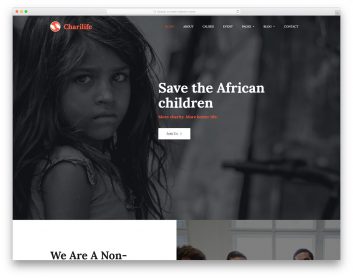 Charilife
HOME ABOUT CAUSES EVENT PAGES BLOG CONTACT
Save the African
children
More charity. More better life.
Join Us
We Are A Non-